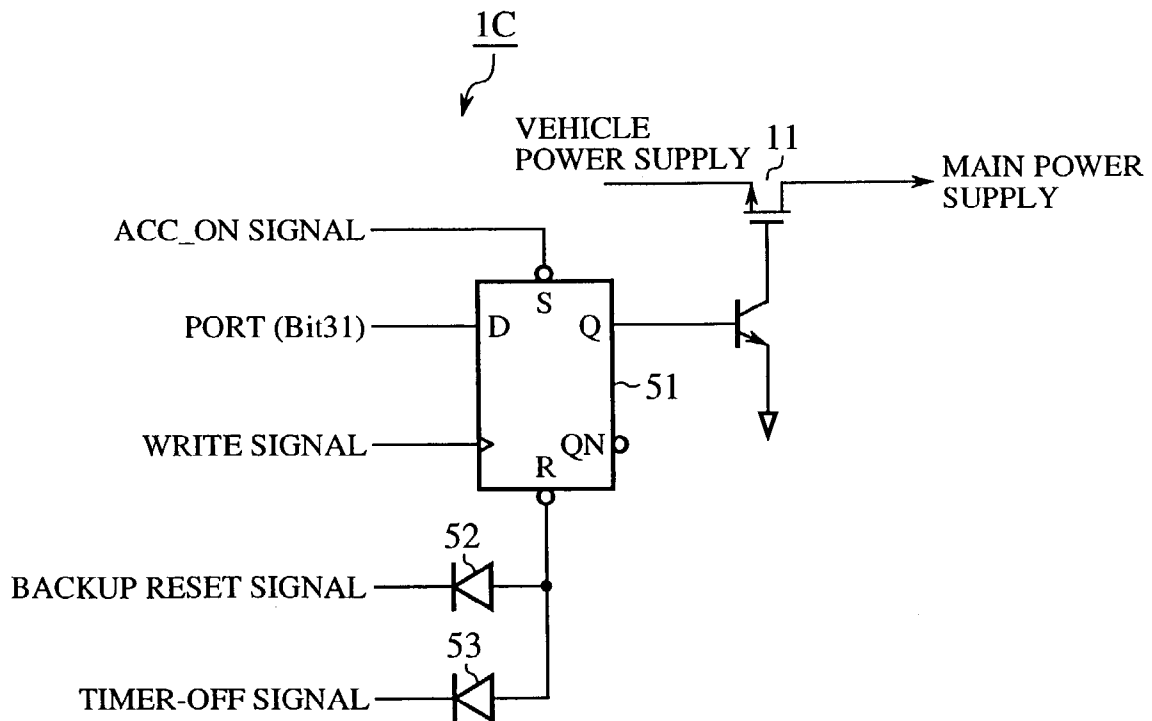 1C
VEHICLE
POWER SUPPLY
11
MAIN POWER
SUPPLY
ACC_ON SIGNAL
S
PORT (Bit31)
D
Q
51
WRITE SIGNAL
QN
R
52
BACKUP RESET SIGNAL
53
TIMER-OFF SIGNAL